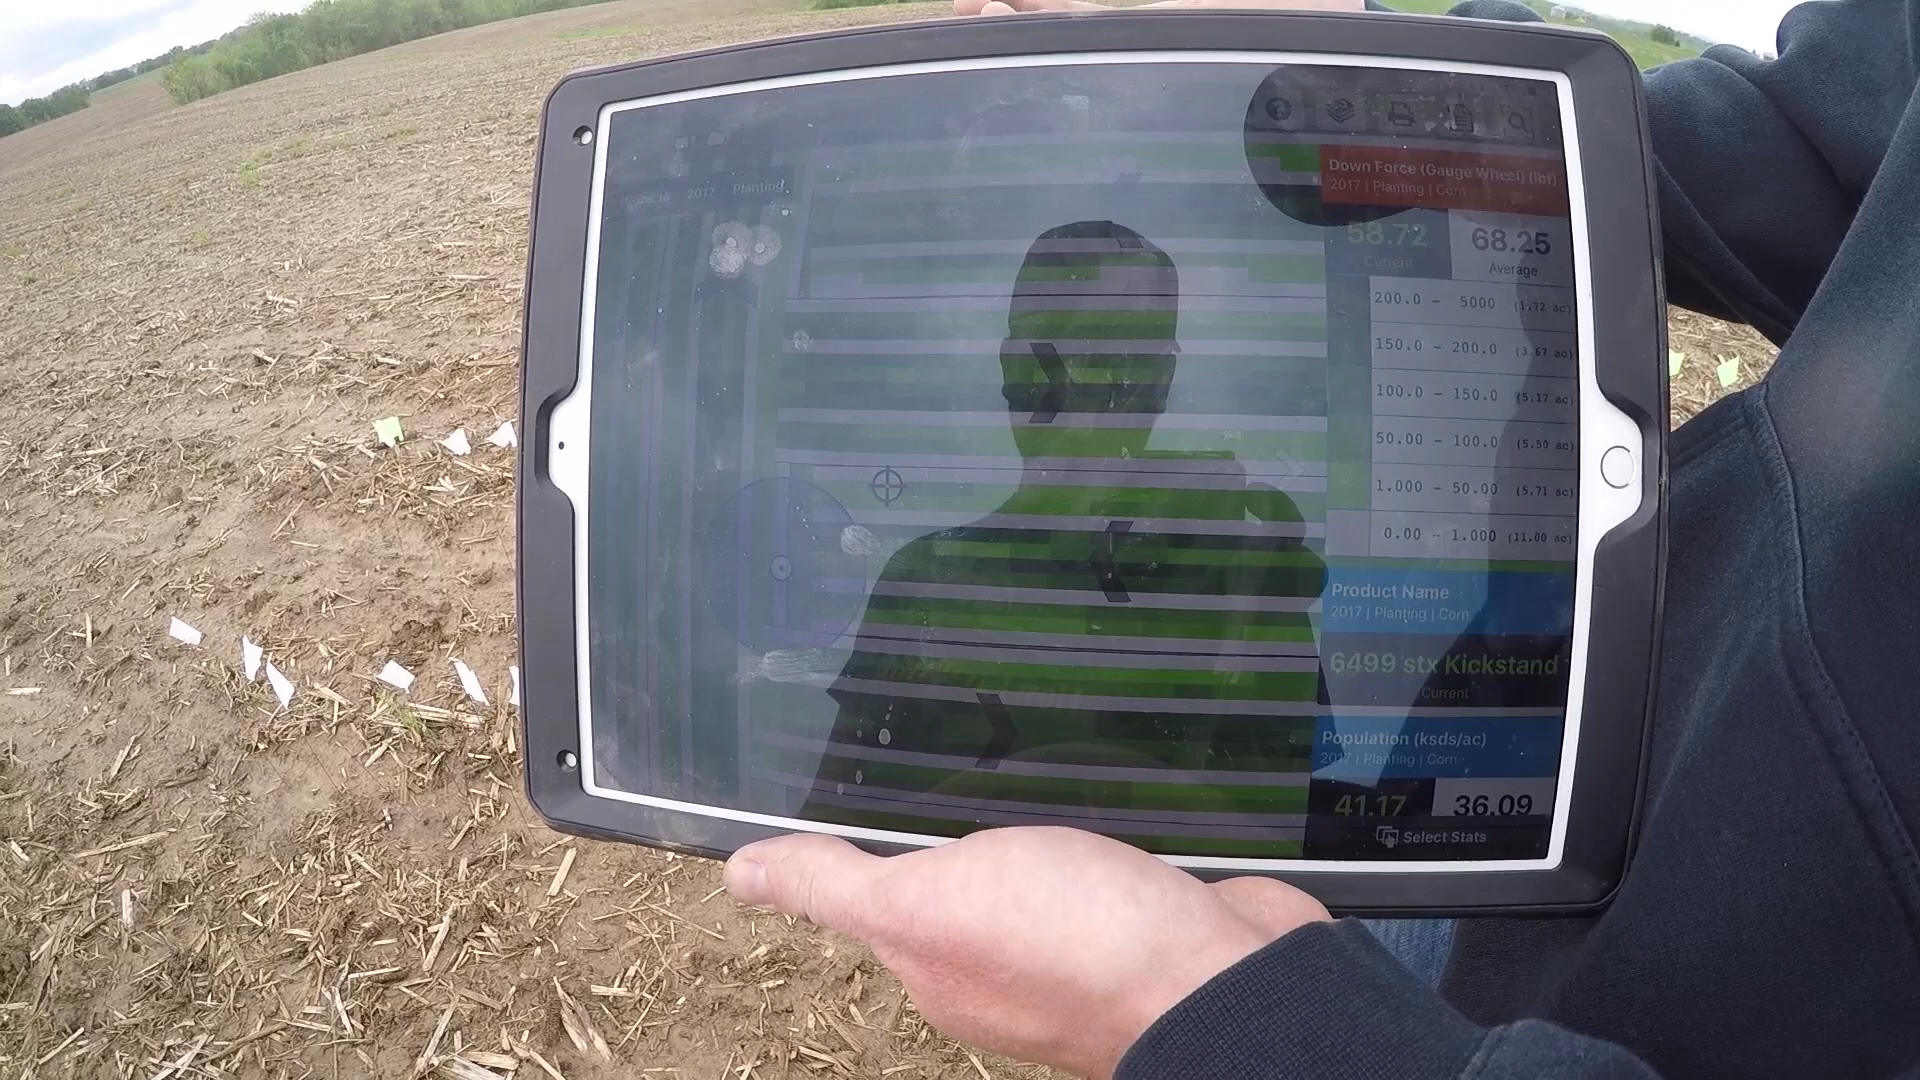 2017 Planting
Down Force (Gauge Wheel) (lbf)
2017 | Planting | Corn
58.72 68.25
Current Average
200.0 - 5000 (1.72 ac)
150.0 - 200.0 (3.67 ac)
100.0 - 150.0 (5.17 ac)
50.00 - 100.0 (5.50 ac)
1.000 - 50.00 (5.71 ac)
0.00 - 1.000 (11.00 ac)
Product Name
2017 | Planting | Corn
6499 stx Kickstand
Current
Population (ksds/ac)
2017 | Planting | Corn
41.17 36.09
Select Stats